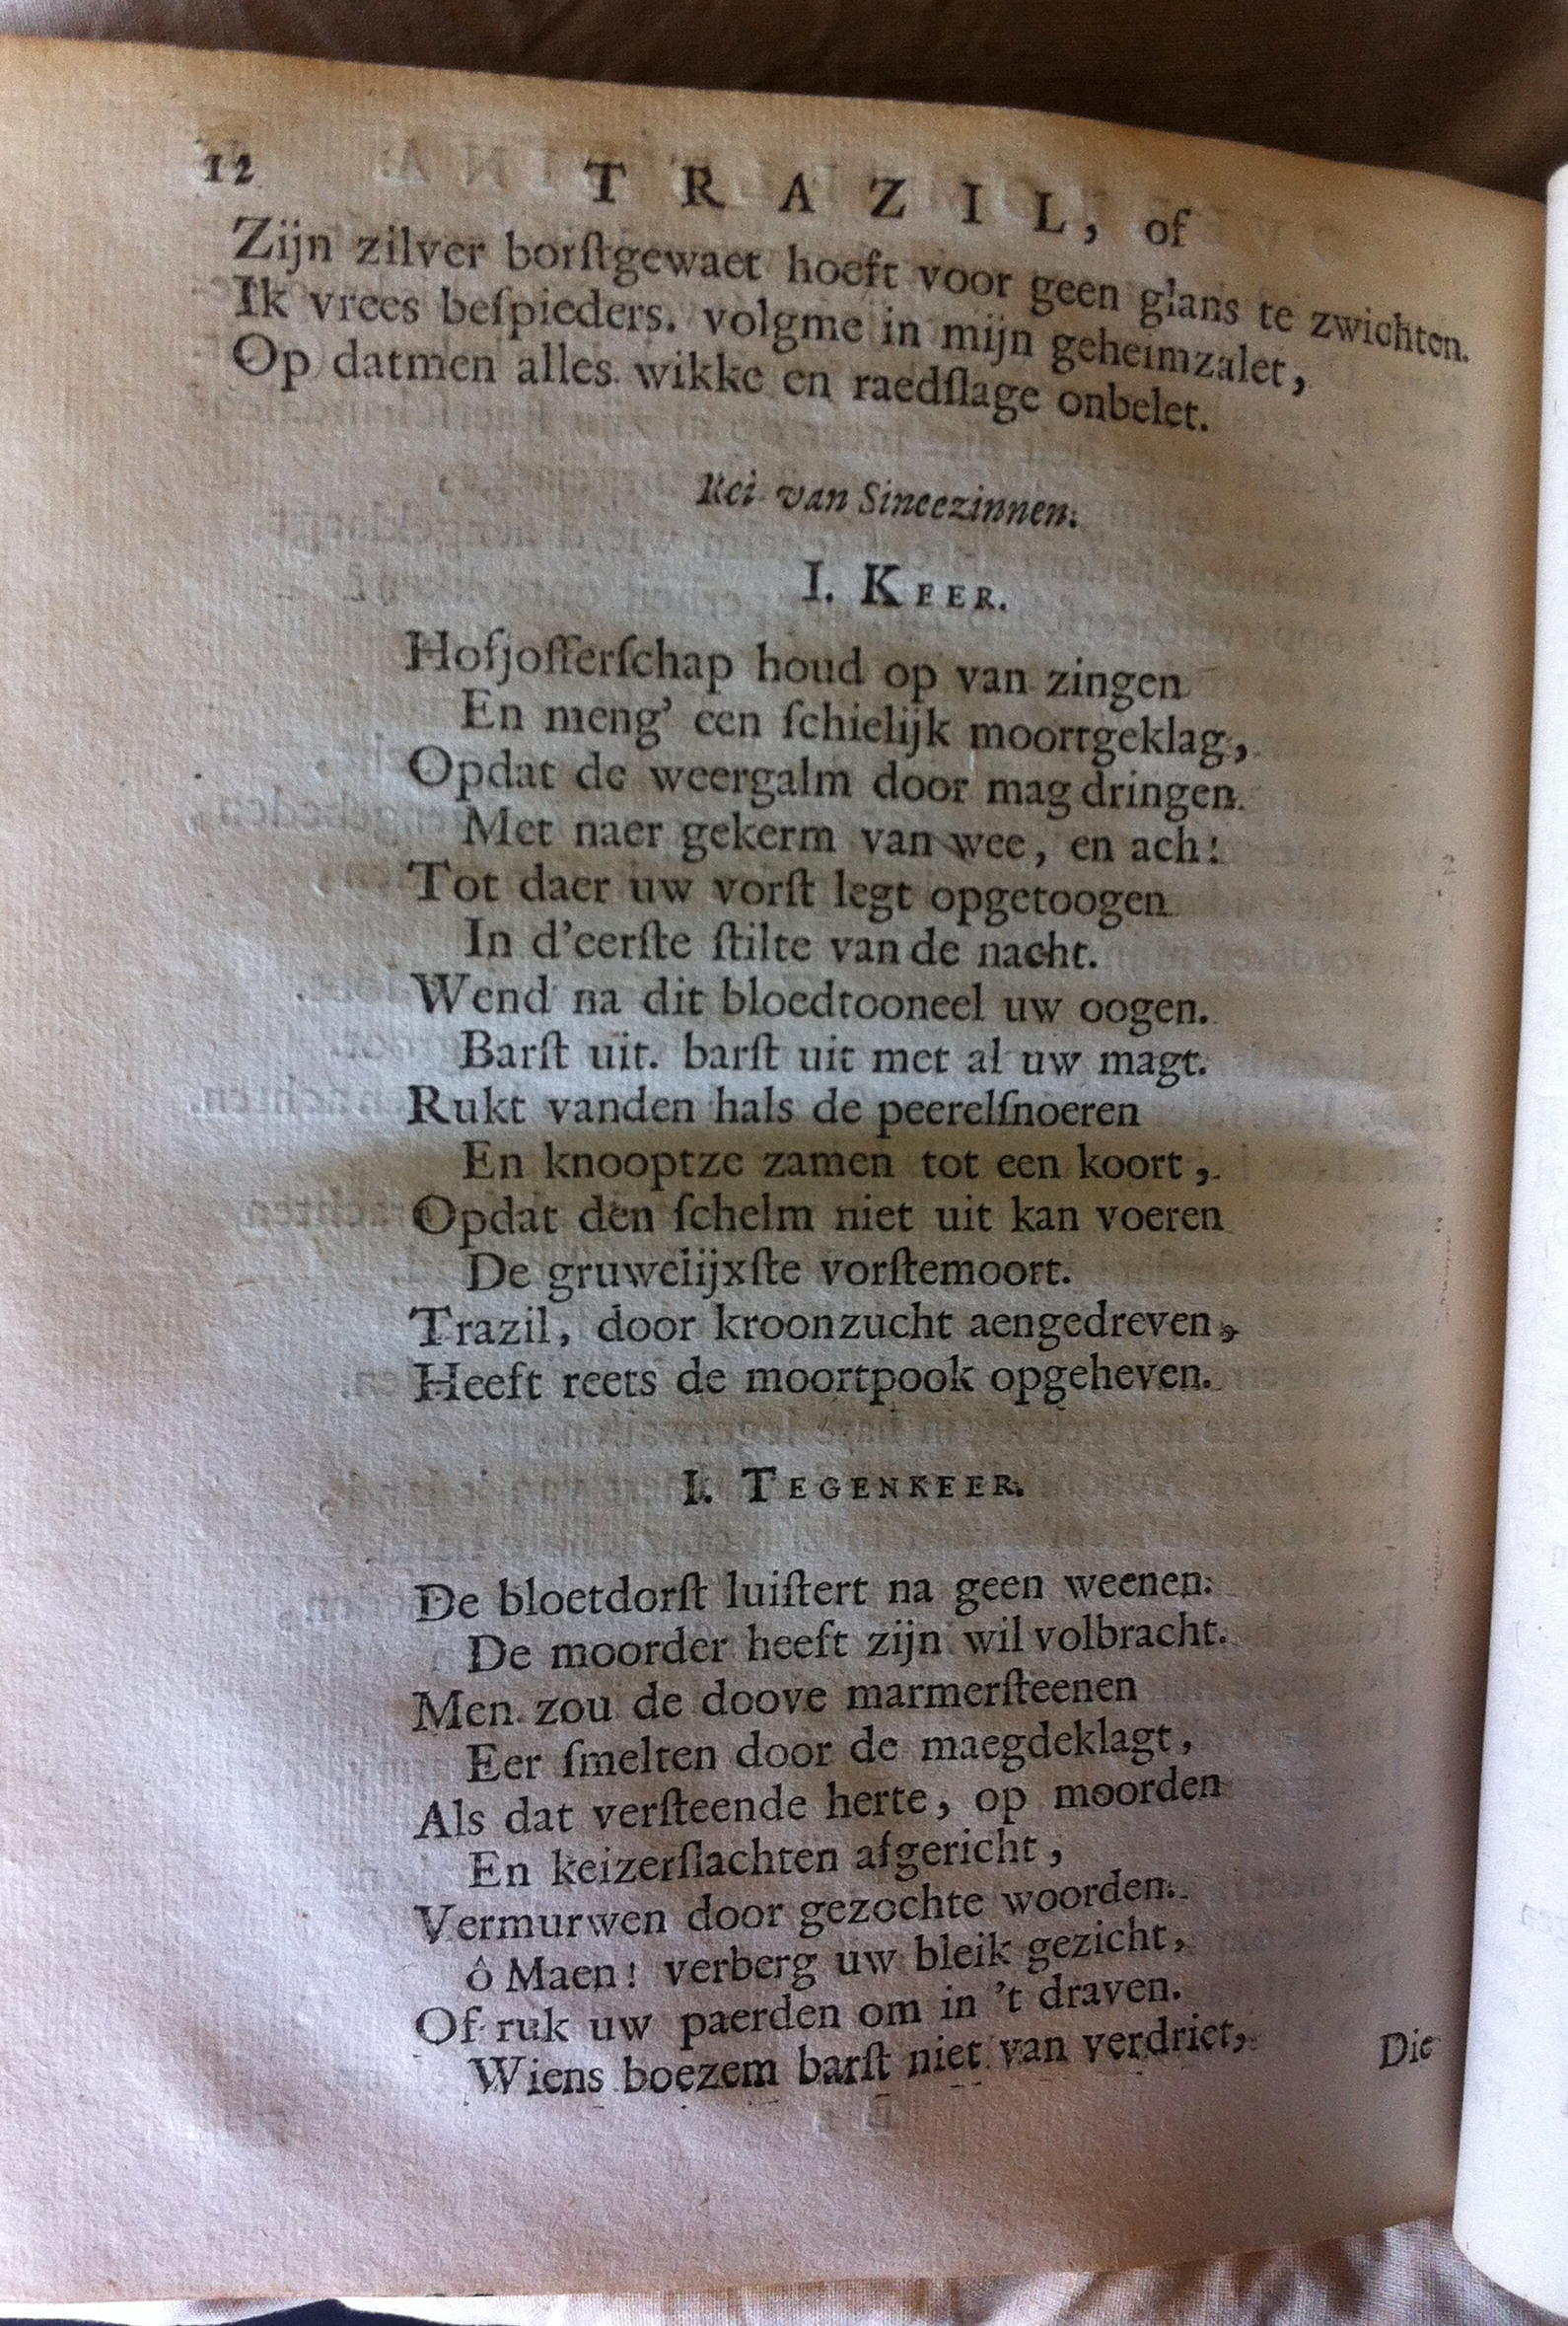 12 TRAZIL, of
Zijn zilver borſtgewaet hoeft voor geen glans te zwichten.
Ik vrees beſpieders. volgme in mijn geheimzalet,
Op datmen alles wikke en raedſlage onbelet.
Rei van Sineezinnen.
I. KEER.
Hofjofferſchap houd op van zingen
En meng' een ſchielijk moortgeklag,
Opdat de weergalm door mag dringen
Met naer gekerm van wee, en ach!
Tot daer uw vorſt legt opgetoogen
In d'eerſte ſtilte van de nacht.
Wend na dit bloedtooneel uw oogen.
Barſt uit. barſt uit met al uw magt.
Rukt vanden hals de peerelſnoeren
En knooptze zamen tot een koort,
Opdat den ſchelm niet uit kan voeren
De gruwelijxſte vorſtemoort.
Trazil, door kroonzucht aengedreven,
Heeft reets de moortpook opgeheven.
I. TEGENKEER.
De bloetdorſt luiſtert na geen weenen.
De moorder heeft zijn wil volbracht.
Men zou de doove marmerſteenen
Eer ſmelten door de maegdeklagt,
Als dat verſteende herte, op moorden
En keizerſlachten afgericht,
Vermurwen door gezochte woorden.
ô Maen! verberg uw bleik gezicht,
Of ruk uw paerden om in 't draven.
Wiens boezem barſt niet van verdriet,
Die